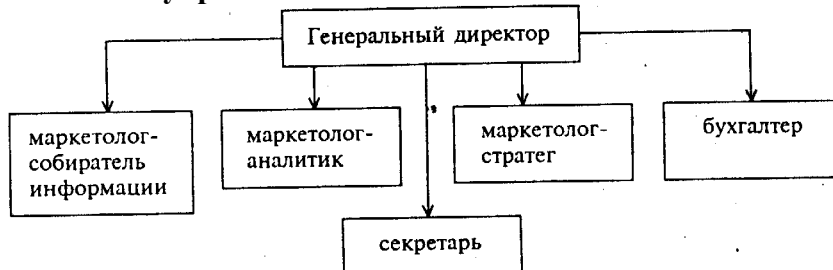 Генеральный директор
маркетолог-
собиратель
информации
маркетолог-
аналитик
маркетолог-
стратег
бухгалтер
секретарь